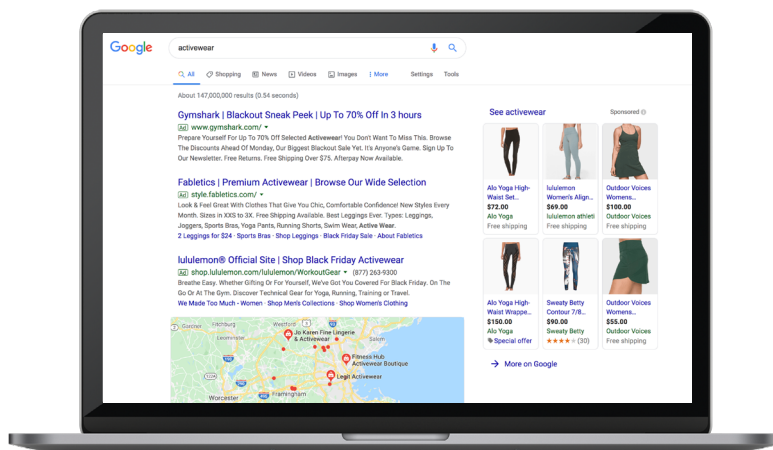 Google
activewear
All Shopping News Videos Images More Settings Tools
About 147,000,000 results (0.54 seconds)
Gymshark | Blackout Sneak Peek | Up To 70% Off In 3 hours
Ad www.gymshark.com/
Prepare Yourself For Up To 70% Off Selected Activewear! You Don't Want To Miss This. Browse
The Discounts Ahead Of Monday, Our Biggest Blackout Sale Yet. It's Anyone's Game. Sign Up To
Our Newsletter. Free Returns. Free Shipping Over $75. Afterpay Now Available.
Fabletics | Premium Activewear | Browse Our Wide Selection
Ad style.fabletics.com/
Look & Feel Great With Clothes That Give You Chic, Comfortable Confidence! New Styles Every
Month. Sizes in XXS to 3X. Free Shipping Available. Best Leggings Ever. Types: Leggings,
Joggers, Sports Bras, Yoga Pants, Running Shorts, Swim Wear, Active Wear.
2 Leggings for $24 · Sports Bras · Shop Leggings · Black Friday Sale · About Fabletics
lululemon® Official Site | Shop Black Friday Activewear
Ad shop.lululemon.com/lululemon/WorkoutGear (877) 263-9300
Breathe Easy. Whether Gifting Or For Yourself, We've Got You Covered For Black Friday. On The
Go Or At The Gym. Discover Technical Gear for Yoga, Running, Training or Travel.
We Made Too Much - Women · Shop Men's Collections · Shop Women's Clothing
Gardner Fitchburg Westford 3
Leominster
Jo Karen Fine Lingerie
& Activewear
Salem
Fitness Hub
Activewear Boutique
Legit Activewear
Framingham
Worcester
See activewear Sponsored
Alo Yoga High-
Waist Set...
$72.00
Alo Yoga
Free shipping
lululemon
Women's Align...
$69.00
lululemon athleti
Free shipping
Outdoor Voices
Womens...
$100.00
Outdoor Voices
Free shipping
Alo Yoga High-
Waist Wrappe...
$150.00
Alo Yoga
Special offer
Sweaty Betty
Contour 7/8...
$90.00
Sweaty Betty
(30)
Outdoor Voices
Womens...
$55.00
Outdoor Voices
Free shipping
More on Google